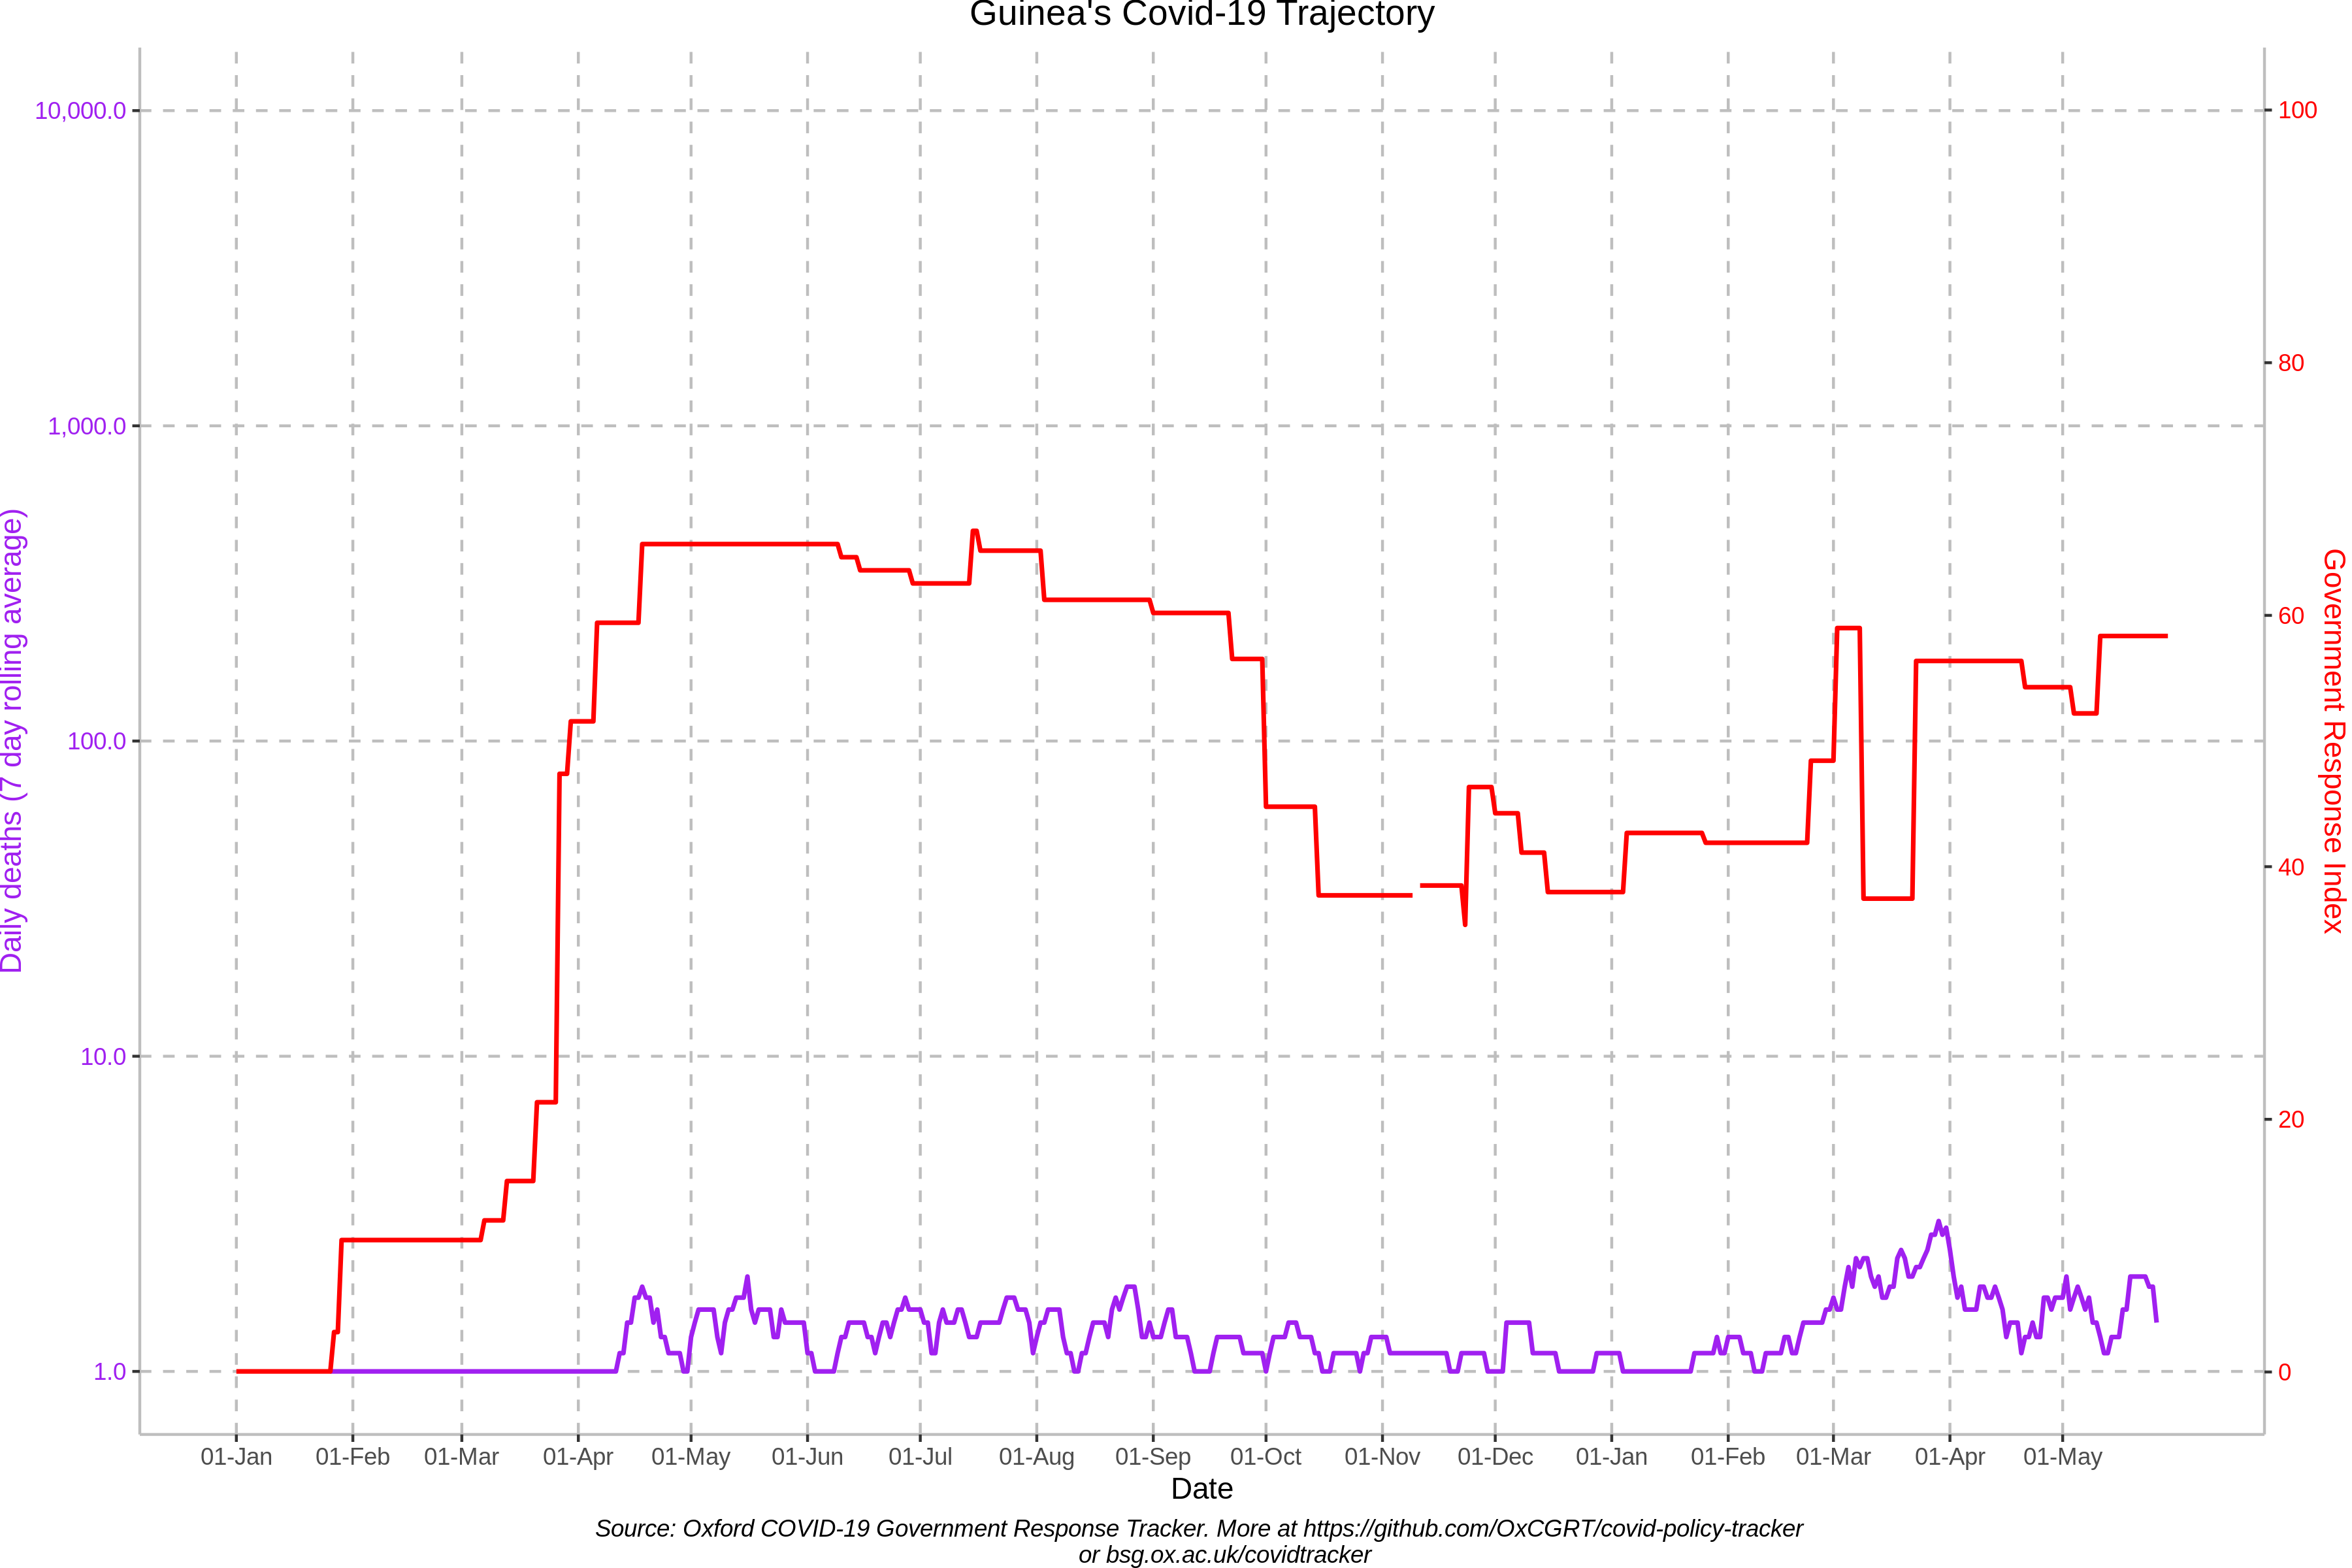 Guinea's Covid-19 Trajectory
10,000.0
1,000.0
100.0
10.0
1.0
Daily deaths (7 day rolling average)
100
80
60
40
20
0
Government Response Index
01-Jan 01-Feb 01-Mar 01-Apr 01-May 01-Jun 01-Jul 01-Aug 01-Sep 01-Oct 01-Nov 01-Dec 01-Jan 01-Feb 01-Mar 01-Apr 01-May
Date
Source: Oxford COVID-19 Government Response Tracker. More at https://github.com/OxCGRT/covid-policy-tracker
or bsg.ox.ac.uk/covidtracker